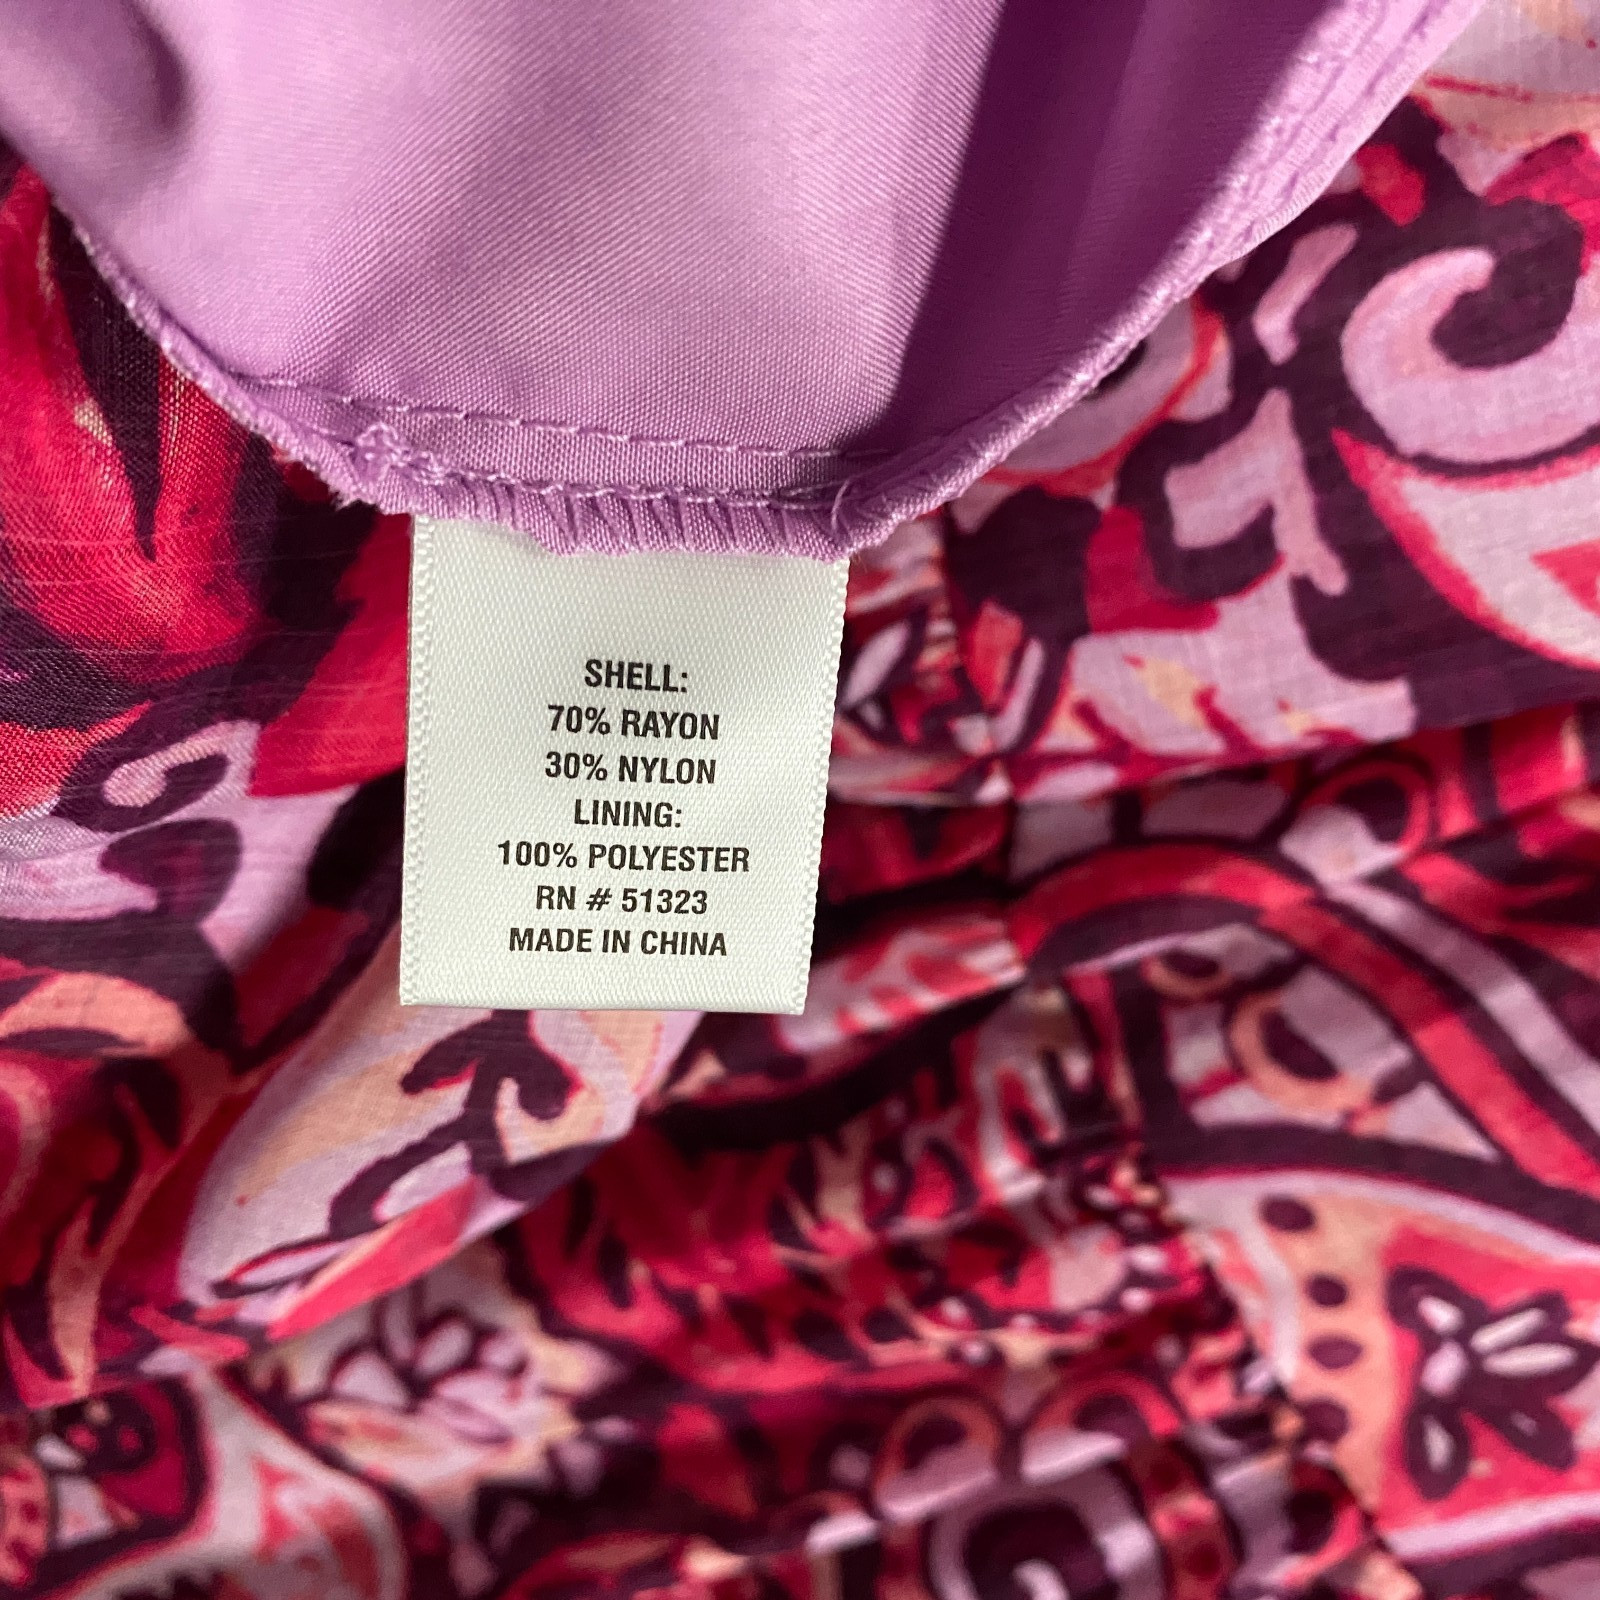 SHELL:
70% RAYON
30% NYLON
LINING:
100% POLYESTER
RN # 51323
MADE IN CHINA